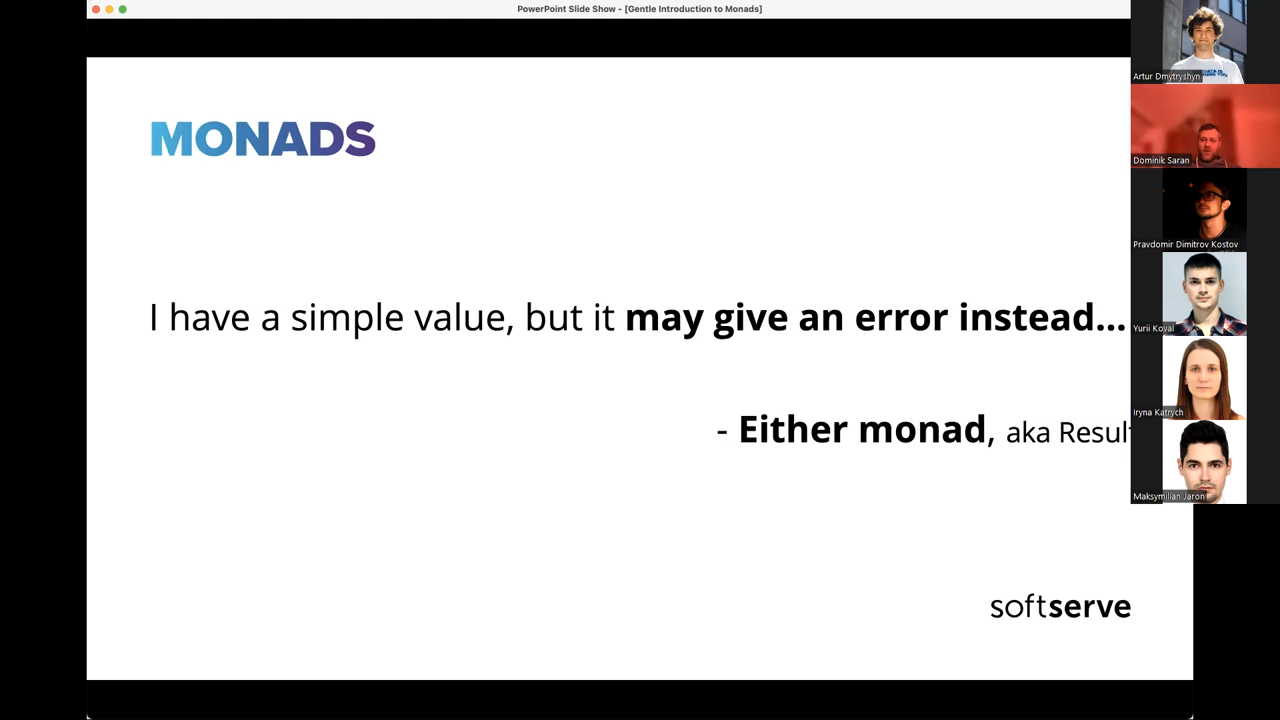 PowerPoint Slide Show - [Gentle Introduction to Monads]
MONADS
I have a simple value, but it may give an error instead...
- Either monad, aka Result
softserve
Artur Dmytryshyn
Dominik Saran
Pravdomir Dimitrov Kostov
Yurii Koval
Iryna Katrych
Maksymilian Jaron